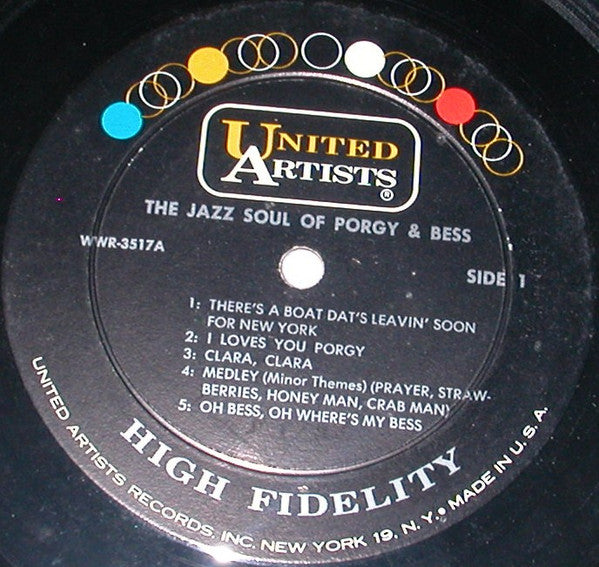 UNITED
ARTISTS®
THE JAZZ SOUL OF PORGY & BESS
WWR-3517A
SIDE 1
1: THERE'S A BOAT DAT'S LEAVIN' SOON
FOR NEW YORK
2: I LOVES YOU PORGY
3: CLARA, CLARA
4: MEDLEY (Minor Themes) (PRAYER, STRAW-
BERRIES, HONEY MAN, CRAB MAN)
5: OH BESS, OH WHERE'S MY BESS
HIGH FIDELITY
UNITED ARTISTS RECORDS, INC. NEW YORK 19, N.Y. • MADE IN U.S.A.